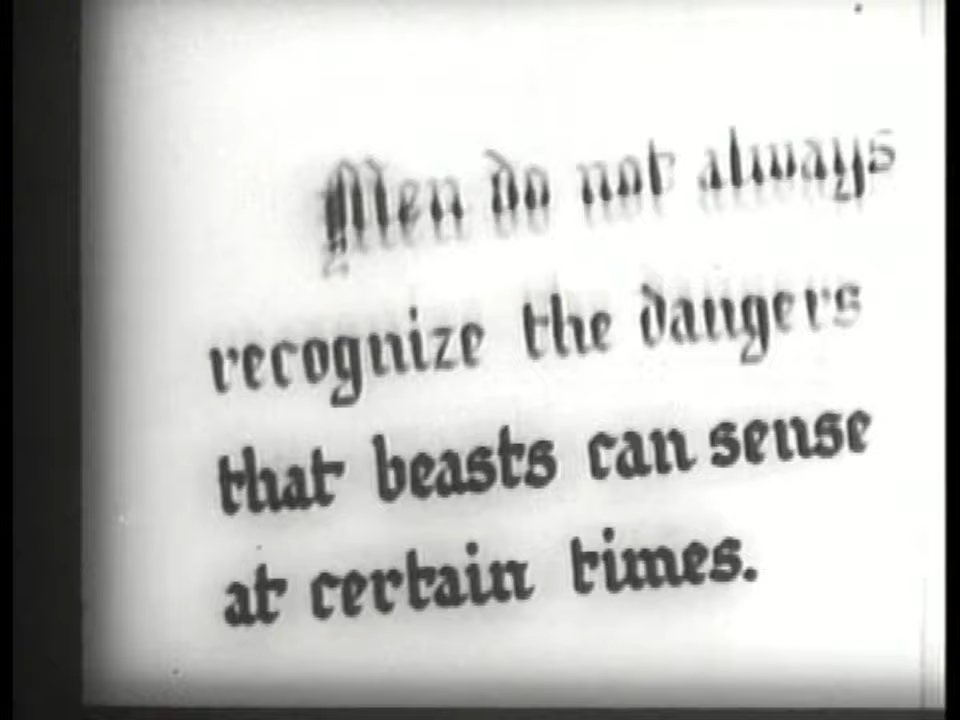 Men do not always
recognize the dangers
that beasts can sense
at certain times.